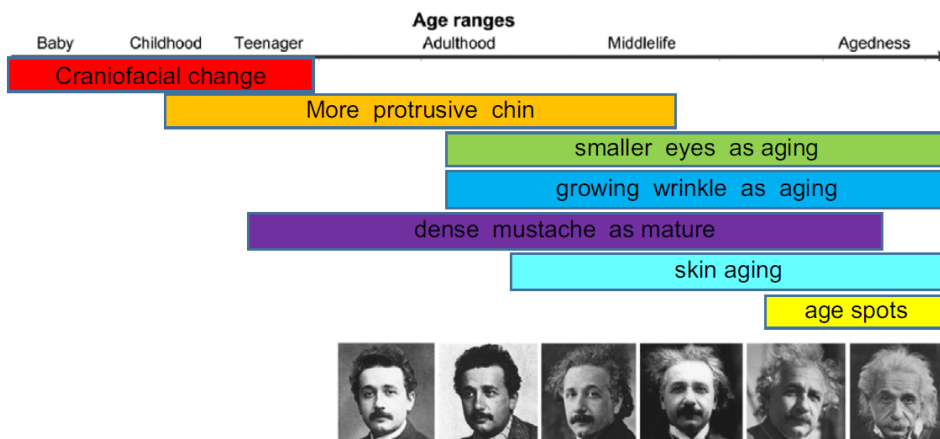 Age ranges
Baby Childhood Teenager Adulthood Middlelife Agedness
Craniofacial change
More protrusive chin
smaller eyes as aging
growing wrinkle as aging
dense mustache as mature
skin aging
age spots